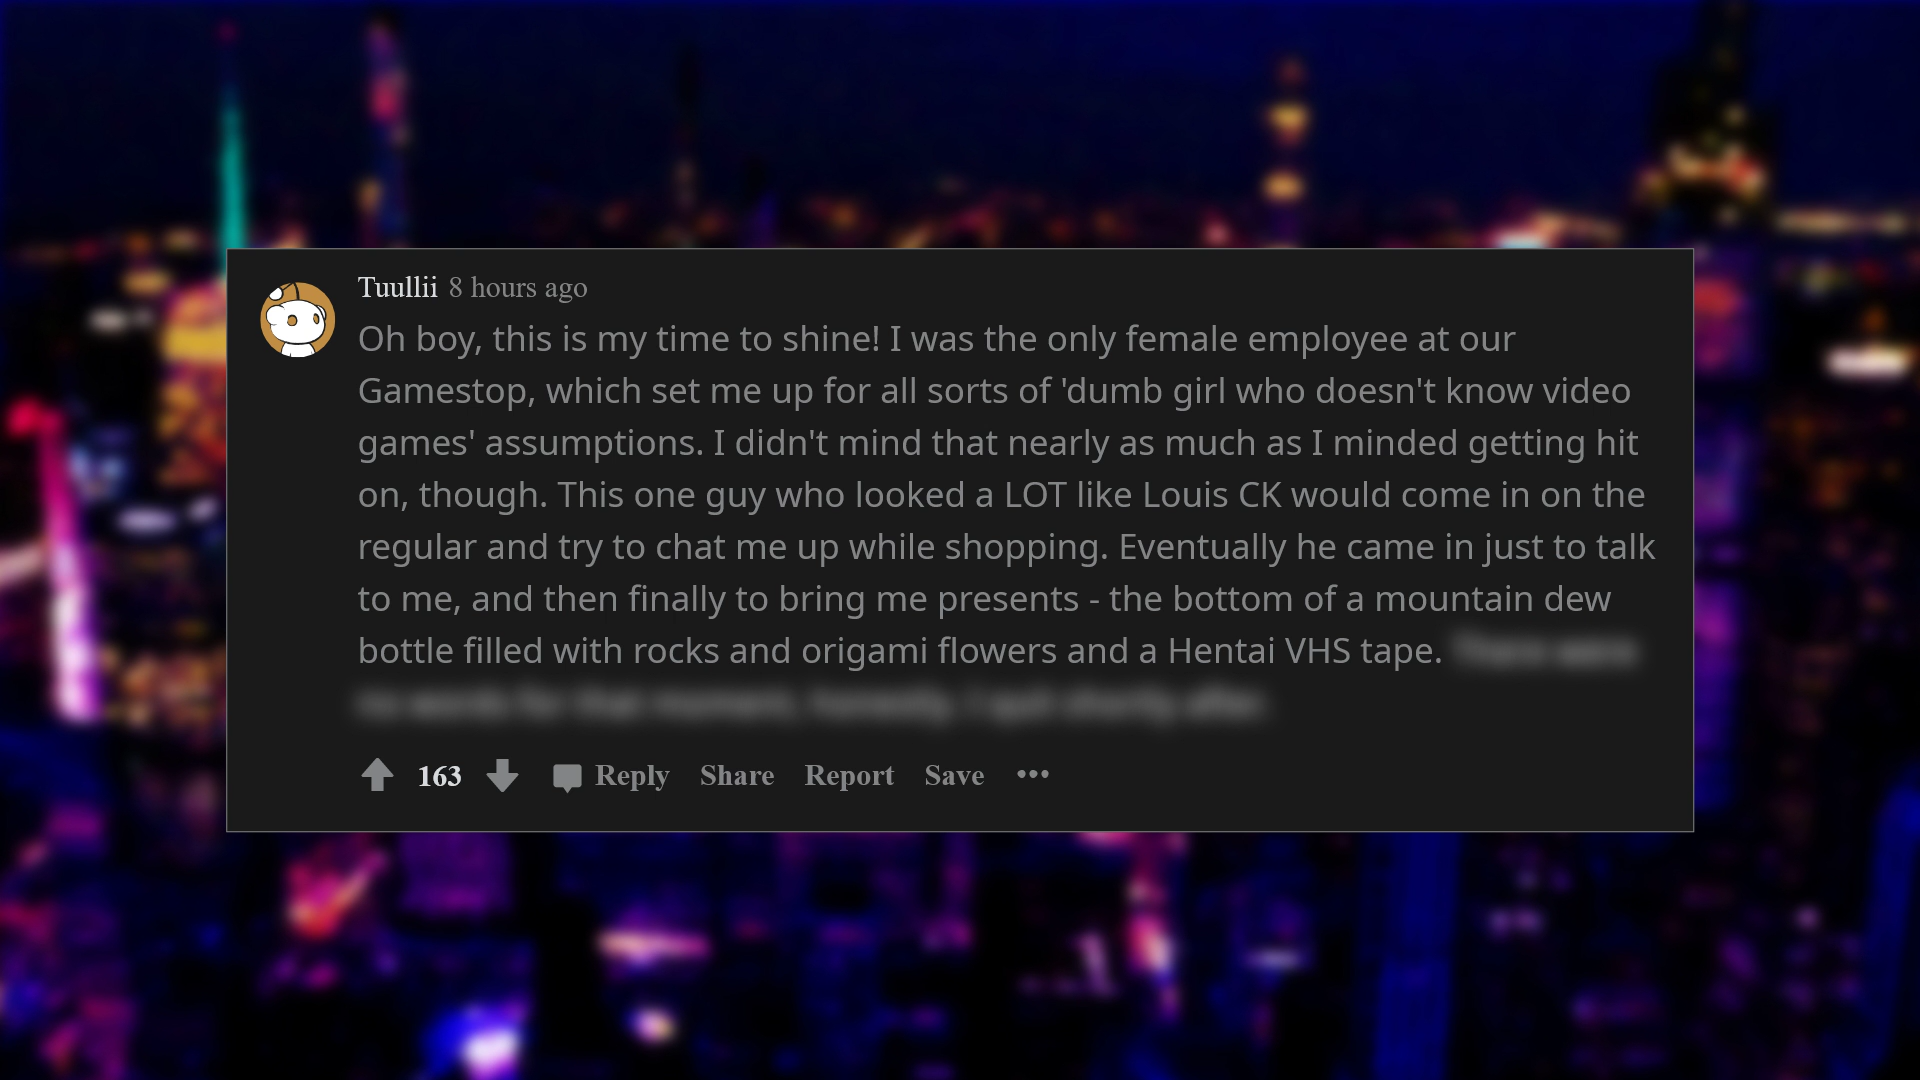 Tuullii 8 hours ago
Oh boy, this is my time to shine! I was the only female employee at our
Gamestop, which set me up for all sorts of 'dumb girl who doesn't know video
games' assumptions. I didn't mind that nearly as much as I minded getting hit
on, though. This one guy who looked a LOT like Louis CK would come in on the
regular and try to chat me up while shopping. Eventually he came in just to talk
to me, and then finally to bring me presents - the bottom of a mountain dew
bottle filled with rocks and origami flowers and a Hentai VHS tape.
163 Reply Share Report Save